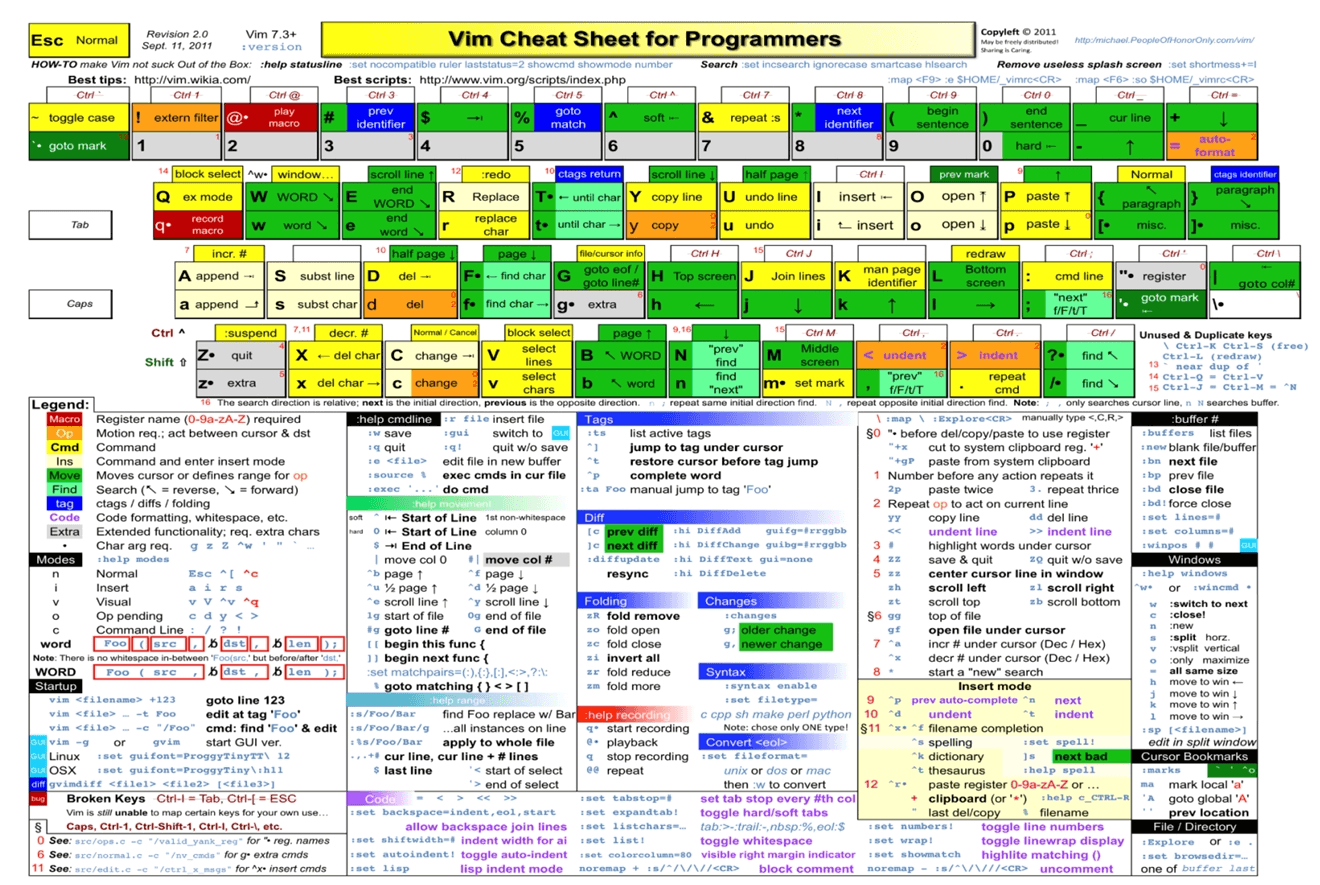 Esc Normal
Revision 2.0
Sept. 11, 2011
Vim 7.3+
:version
Vim Cheat Sheet for Programmers
Copyleft © 2011
May be freely distributed!
Sharing is Caring.
http://michael.PeopleOfHonorOnly.com/vim/
HOW-TO make Vim not suck Out of the Box: :help statusline :set nocompatible ruler laststatus=2 showcmd showmode number
Search :set incsearch ignorecase smartcase hlsearch
Remove useless splash screen :set shortmess+=I
Best tips: http://vim.wikia.com/
Best scripts: http://www.vim.org/scripts/index.php
:map <F9> :e $HOME/_vimrc<CR> :map <F6> :so $HOME/_vimrc<CR>
Ctrl 1 Ctrl @ Ctrl 3 Ctrl 4 Ctrl 5 Ctrl ^ Ctrl 7 Ctrl 8 Ctrl 9 Ctrl 0 Ctrl _ Ctrl =
~ toggle case ! extern filter @• play macro # prev identifier $ →| % goto match ^ soft ⇤ & repeat :s * next identifier ( begin sentence ) end sentence _ cur line + ↓
`• goto mark 1 2 3 4 5 6 7 8 9 0 hard ⇤ - ↑ = auto-format
14 block select ^w• window… scroll line ↑ 12 :redo 10 ctags return scroll line ↓ half page ↑ Ctrl I prev mark 9 ↑ Normal ctags identifier
Tab
Q ex mode W WORD ↘ E end WORD ↘ R Replace T• ← until char Y copy line U undo line I insert ⇤ O open ↑ P paste ↑ { ↖ paragraph } paragraph ↘
q• record macro w word ↘ e end word ↘ r replace char t• until char → y copy u undo i insert o open ↓ p paste ↓ [• misc. ]• misc.
7 incr. # 10 half page ↓ page ↓ file/cursor info Ctrl H 15 Ctrl J redraw Ctrl ; Ctrl ' Ctrl \
Caps
A append →| S subst line D del →| F• ← find char G goto eof / goto line# H Top screen J Join lines K man page identifier L Bottom screen : cmd line "• register | goto col#
a append s subst char d del f• find char → g• extra h ← j ↓ k ↑ l → ; "next" f/F/t/T '• goto mark ⇤ \•
Ctrl ^ :suspend 7,11 decr. # Normal / Cancel block select page ↑ 9,16 ↓ 15 Ctrl M Ctrl , Ctrl . Ctrl /
Shift ⇧
Z• quit X ← del char C change →| V select lines B ↖ WORD N "prev" find M Middle screen < undent > indent ?• find ↖
z• extra x del char → c change v select chars b ↖ word n find "next" m• set mark , "prev" f/F/t/T . repeat cmd /• find ↘
Unused & Duplicate keys
\ Ctrl-K Ctrl-S (free)
Ctrl-L (redraw)
13 ` near dup of '
14 Ctrl-Q = Ctrl-V
15 Ctrl-J = Ctrl-M = ^N
16 The search direction is relative; next is the initial direction, previous is the opposite direction. n ; repeat same initial direction find. N , repeat opposite initial direction find. Note: ; , only searches cursor line, n N searches buffer.
Legend:
Macro Register name (0-9a-zA-Z) required
Op Motion req.; act between cursor & dst
Cmd Command
Ins Command and enter insert mode
Move Moves cursor or defines range for op
Find Search (↖ = reverse, ↘ = forward)
tag ctags / diffs / folding
Code Code formatting, whitespace, etc.
Extra Extended functionality; req. extra chars
• Char arg req. g z Z ^w ' " ` …
Modes :help modes
n Normal Esc ^[ ^c
i Insert a i r s
v Visual v V ^v ^q
o Op pending c d y < >
c Command Line : / ? !
word Foo ( src , dst , len );
Note: There is no whitespace in-between 'Foo(src,' but before/after 'dst,'
WORD Foo ( src , dst , len );
Startup
vim <filename> +123 goto line 123
vim <file> … -t Foo edit at tag 'Foo'
vim <file> … -c "/Foo" cmd: find 'Foo' & edit
GUI vim -g or gvim start GUI ver.
GUI Linux :set guifont=ProggyTinyTT\ 12
GUI OSX :set guifont=ProggyTiny\:h11
diff gvimdiff <file1> <file2> [<file3>]
bug Broken Keys Ctrl-I = Tab, Ctrl-[ = ESC
Vim is still unable to map certain keys for your own use…
§ Caps, Ctrl-1, Ctrl-Shift-1, Ctrl-I, Ctrl-\, etc.
0 See: src/ops.c -c "/valid_yank_reg" for "• reg. names
6 See: src/normal.c -c "/nv_cmds" for g• extra cmds
11 See: src/edit.c -c "/ctrl_x_msgs" for ^x• insert cmds
:help cmdline :r file insert file
:w save :gui switch to GUI
:q quit :q! quit w/o save
:e <file> edit file in new buffer
:source % exec cmds in cur file
:exec '...' do cmd
:help movement
soft ^ |← Start of Line 1st non-whitespace
hard 0 |← Start of Line column 0
$ →| End of Line
| move col 0 #| move col #
^b page ↑ ^f page ↓
^u ½ page ↑ ^d ½ page ↓
^e scroll line ↑ ^y scroll line ↓
1g start of file 0g end of file
#g goto line # G end of file
[[ begin this func {
]] begin next func {
:set matchpairs=(:),{:},[:],<:>,?:\:
% goto matching { } < > [ ]
:help range
:s/Foo/Bar find Foo replace w/ Bar
:s/Foo/Bar/g ...all instances on line
:%s/Foo/Bar apply to whole file
:.,.+# cur line, cur line + # lines
$ last line '< start of select
'> end of select
Code = < > << >>
:set backspace=indent,eol,start
allow backspace join lines
:set shiftwidth=# indent width for ai
:set autoindent! toggle auto-indent
:set lisp lisp indent mode
Tags
:ts list active tags
^] jump to tag under cursor
^t restore cursor before tag jump
^p complete word
:ta Foo manual jump to tag 'Foo'
Diff
[c prev diff :hi DiffAdd guifg=#rrggbb
]c next diff :hi DiffChange guibg=#rrggbb
:diffupdate :hi DiffText gui=none
resync :hi DiffDelete
Folding
zR fold remove
zo fold open
zc fold close
zi invert all
zr fold reduce
zm fold more
Changes
:changes
g; older change
g, newer change
Syntax
:syntax enable
:set filetype=
c cpp sh make perl python
Note: chose only ONE type!
:help recording
q• start recording
@• playback
q stop recording
@@ repeat
Convert <eol>
:set fileformat=
unix or dos or mac
then :w to convert
:set tabstop=# set tab stop every #th col
:set expandtab! toggle hard/soft tabs
:set listchars=… tab:>-:trail:-,nbsp:%,eol:$
:set list! toggle whitespace
:set colorcolumn=80 visible right margin indicator
noremap + :s/^/\/\//<CR> block comment
\ :map \ :Explore<CR> manually type <,C,R,>
§0 "• before del/copy/paste to use register
"+x cut to system clipboard reg. '+'
"+gP paste from system clipboard
1 Number before any action repeats it
2p paste twice 3. repeat thrice
2 Repeat op to act on current line
yy copy line dd del line
<< undent line >> indent line
3 # highlight words under cursor
4 zz save & quit ZQ quit w/o save
5 zz center cursor line in window
zh scroll left zl scroll right
zt scroll top zb scroll bottom
§6 gg top of file
gf open file under cursor
7 ^a incr # under cursor (Dec / Hex)
^x decr # under cursor (Dec / Hex)
8 * start a "new" search
Insert mode
9 ^p prev auto-complete ^n next
10 ^d undent ^t indent
§11 ^x• ^f filename completion
^s spelling :set spell!
^k dictionary ]s next bad
^t thesaurus :help spell
12 ^r• paste register 0-9a-zA-Z or …
+ clipboard (or '*') :help c_CTRL-R
" last del/copy % filename
:set numbers! toggle line numbers
:set wrap! toggle linewrap display
:set showmatch highlite matching ()
noremap - :s/^\/\///<CR> uncomment
:help :buffer #
:buffers list files
:new blank file/buffer
:bn next file
:bp prev file
:bd close file
:bd! force close
:set lines=#
:set columns=#
:winpos # # GUI
Windows
:help windows
^w• or :wincmd •
w :switch to next
c :close!
n :new
s :split horz.
v :vsplit vertical
o :only maximize
= all same size
h move to win ←
j move to win ↓
k move to win ↑
l move to win →
:sp [<filename>]
edit in split window
Cursor Bookmarks
:marks ' ` ^o
ma mark local 'a'
'A goto global 'A'
'' prev location
File / Directory
:Explore or :e .
:set browsedir=…
one of buffer last